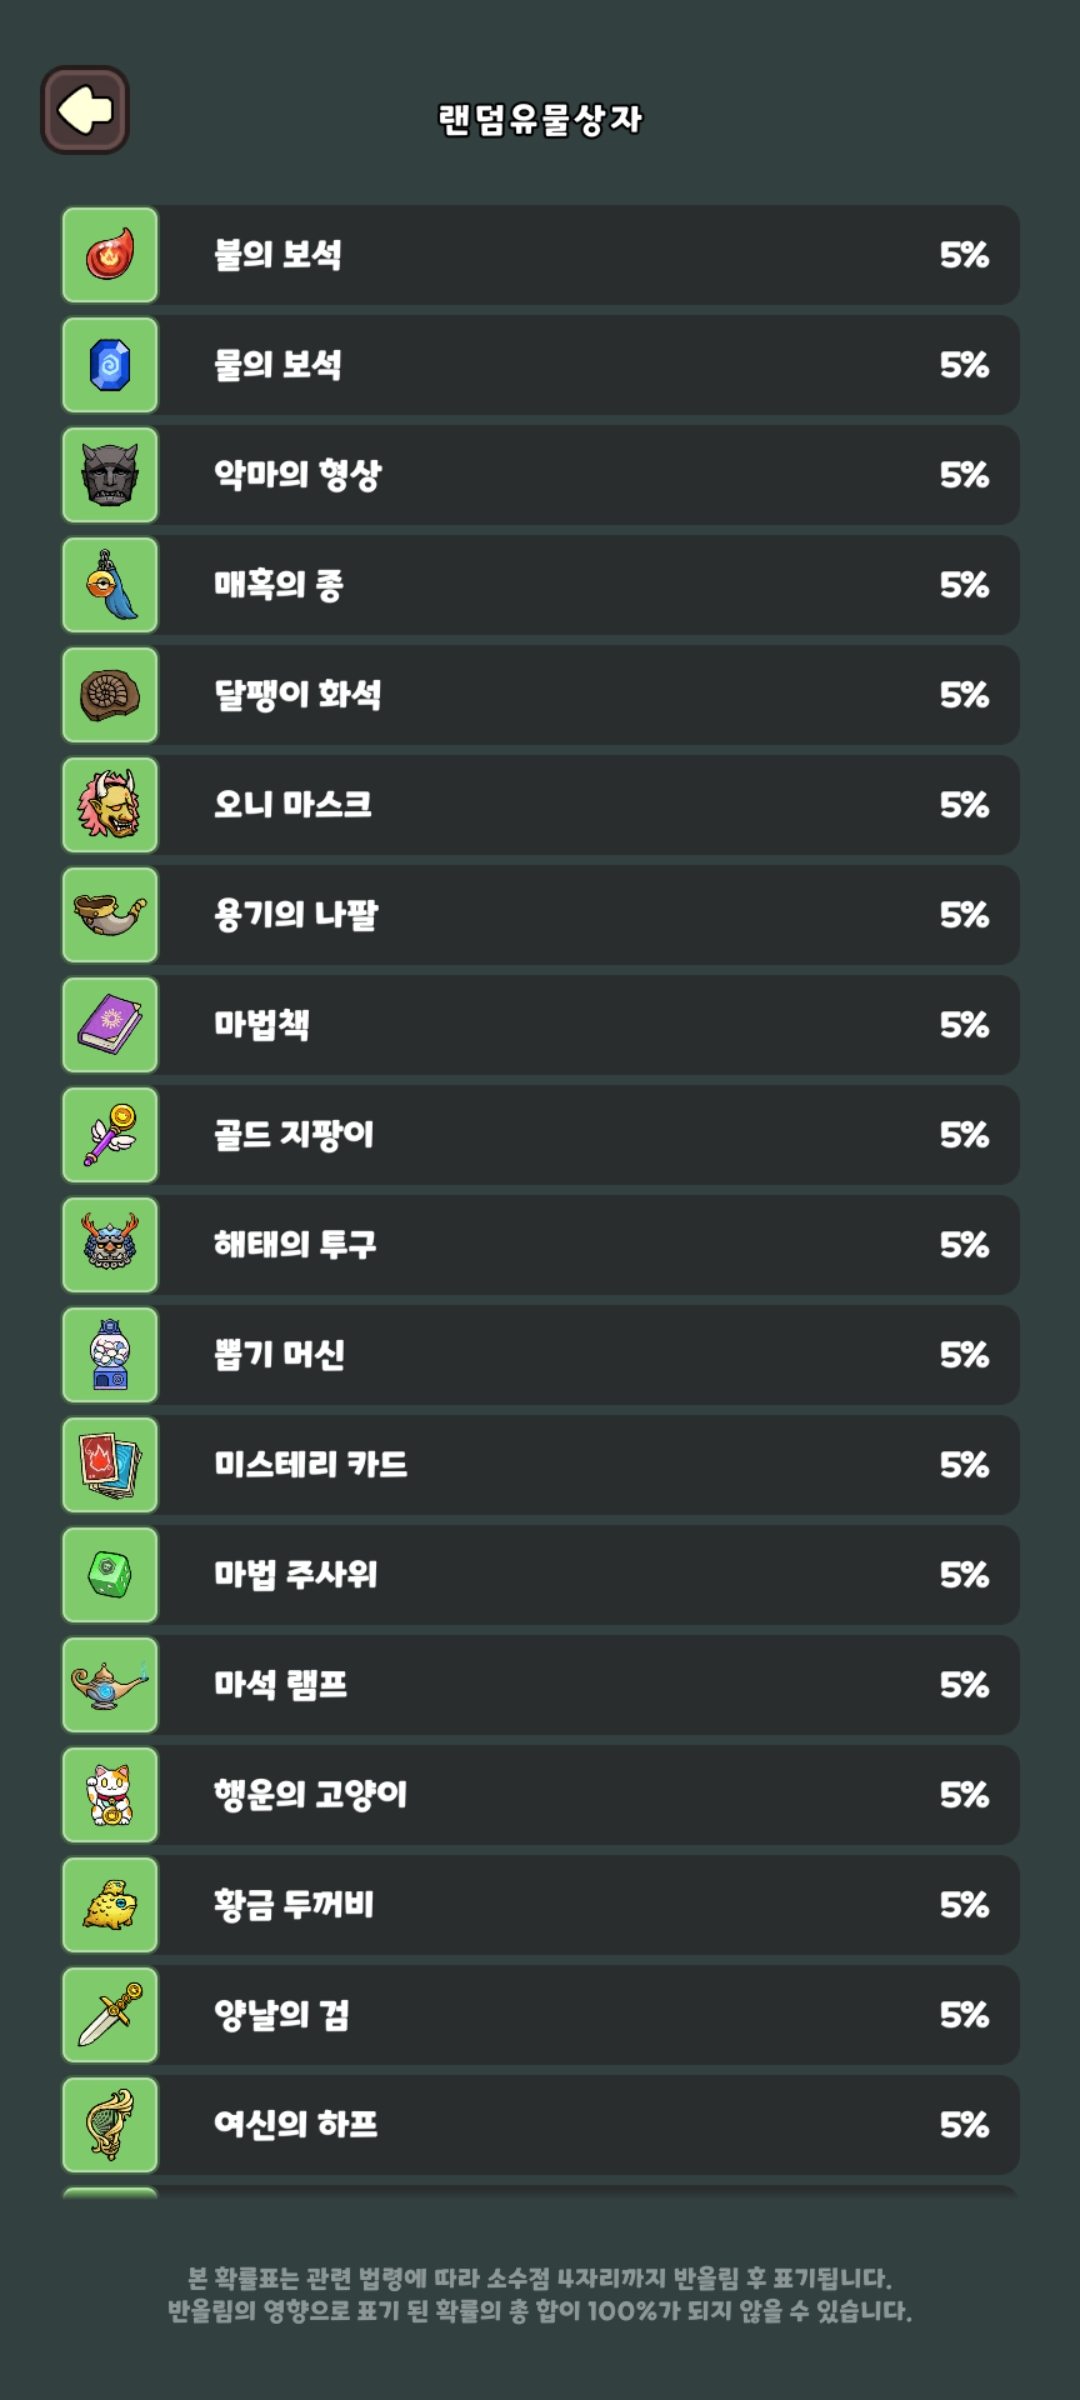 랜덤유물상자
불의 보석 5%
물의 보석 5%
악마의 형상 5%
매혹의 종 5%
달팽이 화석 5%
오니 마스크 5%
용기의 나팔 5%
마법책 5%
골드 지팡이 5%
해태의 투구 5%
뽑기 머신 5%
미스테리 카드 5%
마법 주사위 5%
마석 램프 5%
행운의 고양이 5%
황금 두꺼비 5%
양날의 검 5%
여신의 하프 5%
본 확률표는 관련 법령에 따라 소수점 4자리까지 반올림 후 표기됩니다.
반올림의 영향으로 표기 된 확률의 총 합이 100%가 되지 않을 수 있습니다.